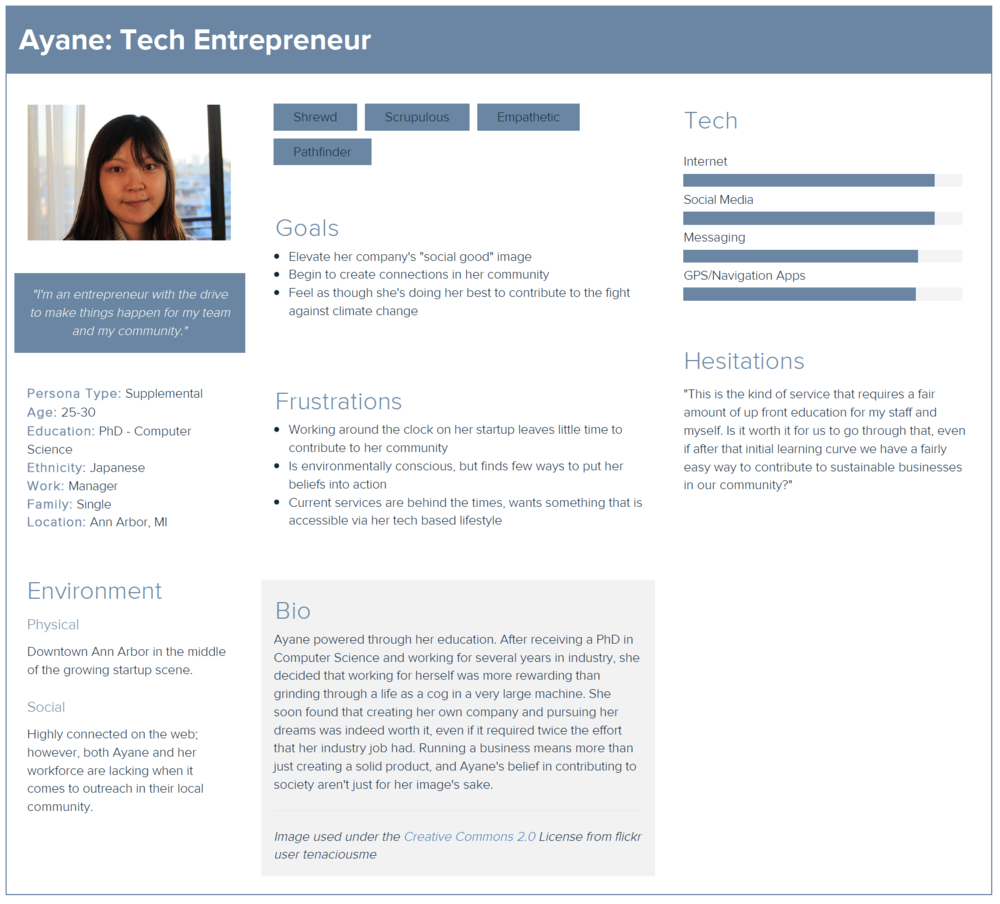 Ayane: Tech Entrepreneur
"I'm an entrepreneur with the drive
to make things happen for my team
and my community."
Persona Type: Supplemental
Age: 25-30
Education: PhD - Computer
Science
Ethnicity: Japanese
Work: Manager
Family: Single
Location: Ann Arbor, MI
Environment
Physical
Downtown Ann Arbor in the middle
of the growing startup scene.
Social
Highly connected on the web;
however, both Ayane and her
workforce are lacking when it
comes to outreach in their local
community.
Shrewd
Scrupulous
Empathetic
Pathfinder
Goals
• Elevate her company's "social good" image
• Begin to create connections in her community
• Feel as though she's doing her best to contribute to the fight
against climate change
Frustrations
• Working around the clock on her startup leaves little time to
contribute to her community
• Is environmentally conscious, but finds few ways to put her
beliefs into action
• Current services are behind the times, wants something that is
accessible via her tech based lifestyle
Bio
Ayane powered through her education. After receiving a PhD in
Computer Science and working for several years in industry, she
decided that working for herself was more rewarding than
grinding through a life as a cog in a very large machine. She
soon found that creating her own company and pursuing her
dreams was indeed worth it, even if it required twice the effort
that her industry job had. Running a business means more than
just creating a solid product, and Ayane's belief in contributing to
society aren't just for her image's sake.
Image used under the Creative Commons 2.0 License from flickr
user tenaciousme
Tech
Internet
Social Media
Messaging
GPS/Navigation Apps
Hesitations
"This is the kind of service that requires a fair
amount of up front education for my staff and
myself. Is it worth it for us to go through that, even
if after that initial learning curve we have a fairly
easy way to contribute to sustainable businesses
in our community?"